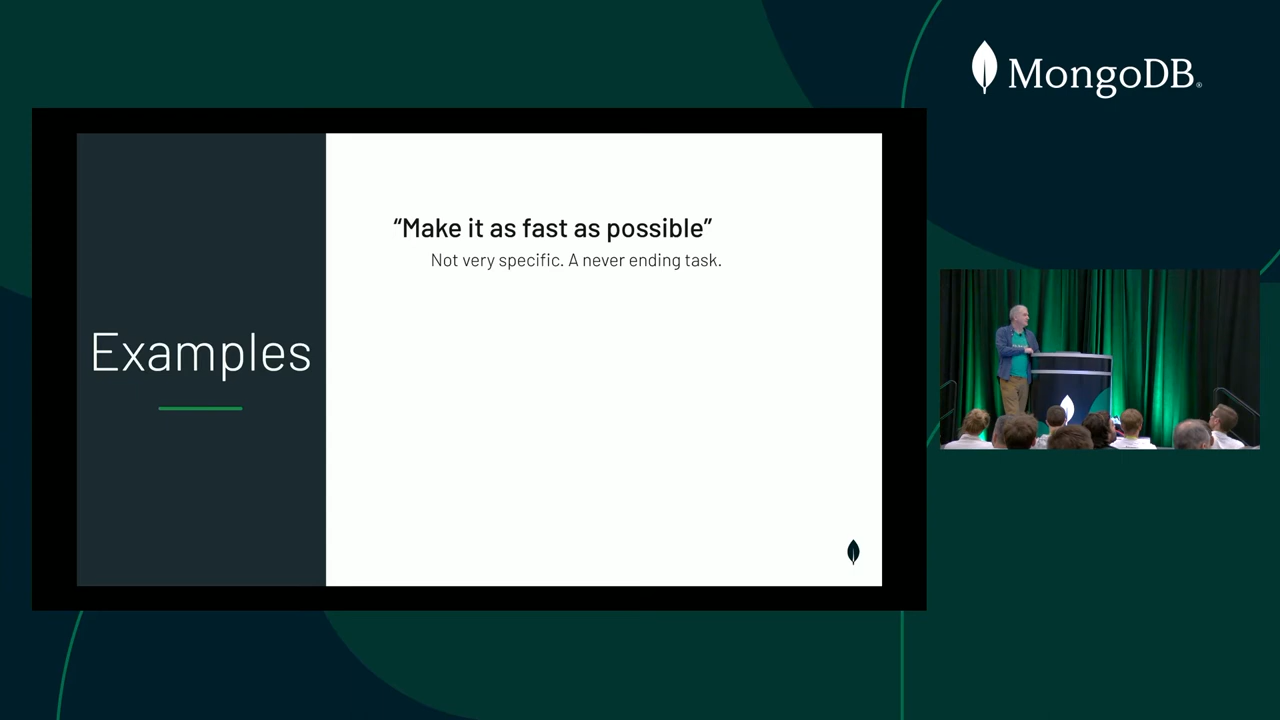 MongoDB®
Examples
“Make it as fast as possible”
Not very specific. A never ending task.